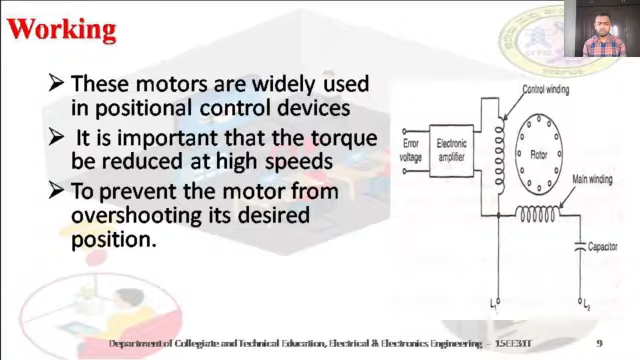 Working
➢ These motors are widely used
in positional control devices
➢ It is important that the torque
be reduced at high speeds
➢ To prevent the motor from
overshooting its desired
position.
Control winding
Error
voltage
Electronic
amplifier
Rotor
Main winding
Capacitor
L1
L2
Department of Collegiate and Technical Education, Electrical & Electronics Engineering - 15EE31T
9